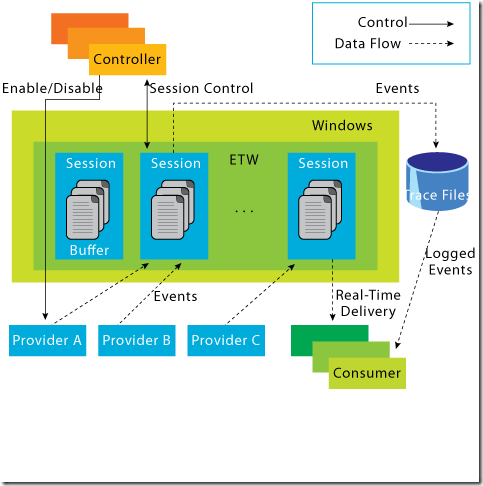 Control
Data Flow
Controller
Enable/Disable
Session Control
Events
Windows
ETW
Session
Session
Session
. . .
Buffer
Trace Files
Logged
Events
Events
Real-Time
Delivery
Provider A
Provider B
Provider C
Consumer